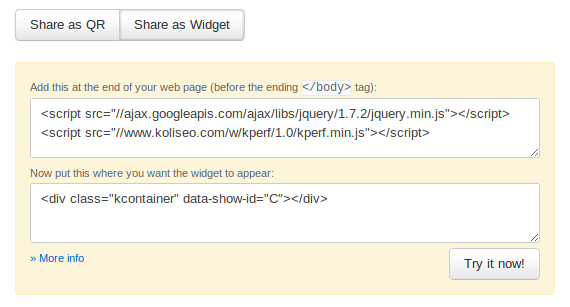 Share as QR Share as Widget
Add this at the end of your web page (before the ending </body> tag):
<script src="//ajax.googleapis.com/ajax/libs/jquery/1.7.2/jquery.min.js"></script>
<script src="//www.koliseo.com/w/kperf/1.0/kperf.min.js"></script>
Now put this where you want the widget to appear:
<div class="kcontainer" data-show-id="C"></div>
» More info Try it now!